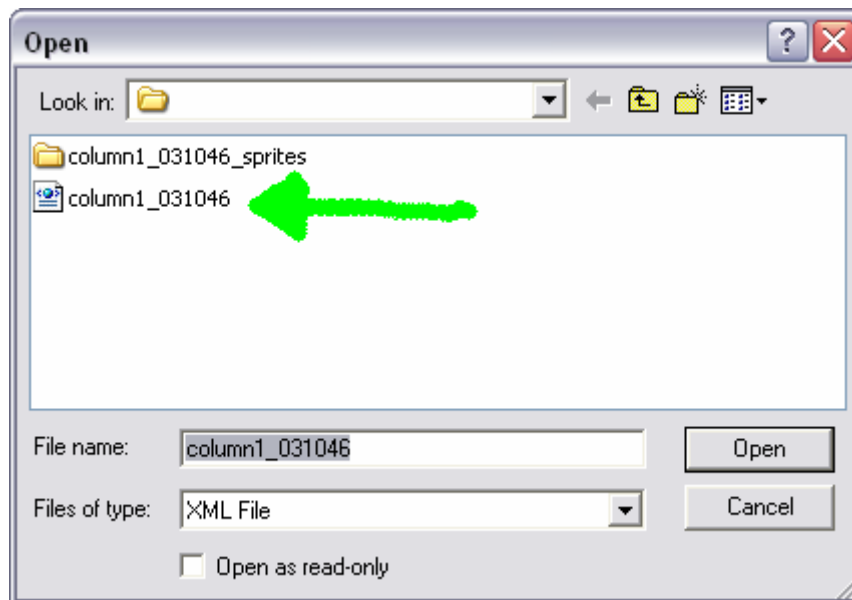 Open
Look in:
column1_031046_sprites
column1_031046
File name: column1_031046 Open
Files of type: XML File Cancel
Open as read-only